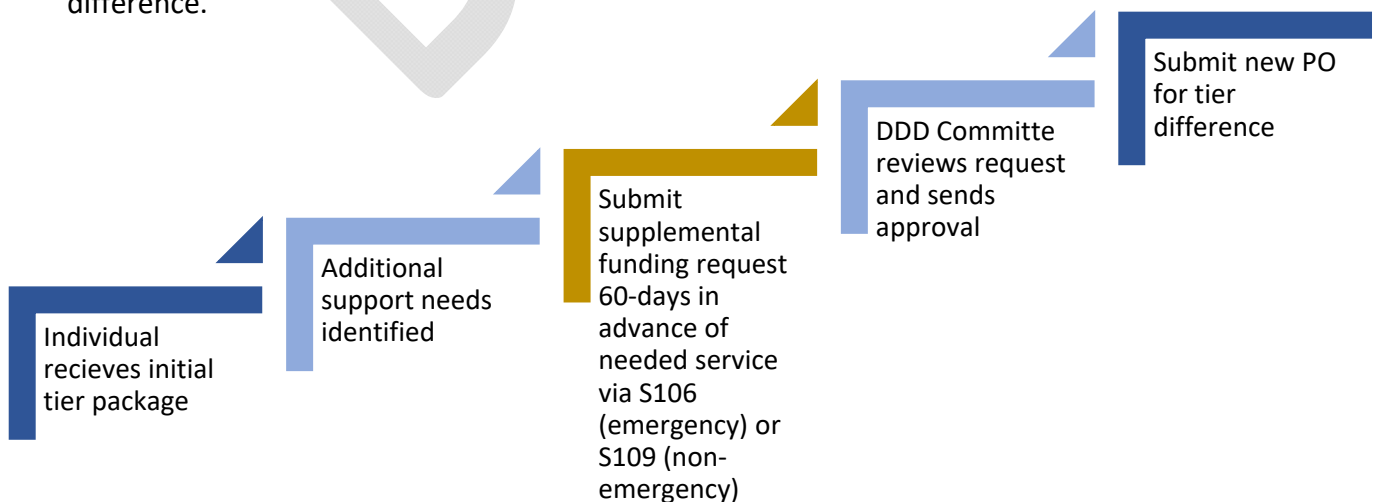 difference.
Individual
recieves initial
tier package
Additional
support needs
identified
Submit
supplemental
funding request
60-days in
advance of
needed service
via S106
(emergency) or
S109 (non-
emergency)
DDD Committe
reviews request
and sends
approval
Submit new PO
for tier
difference